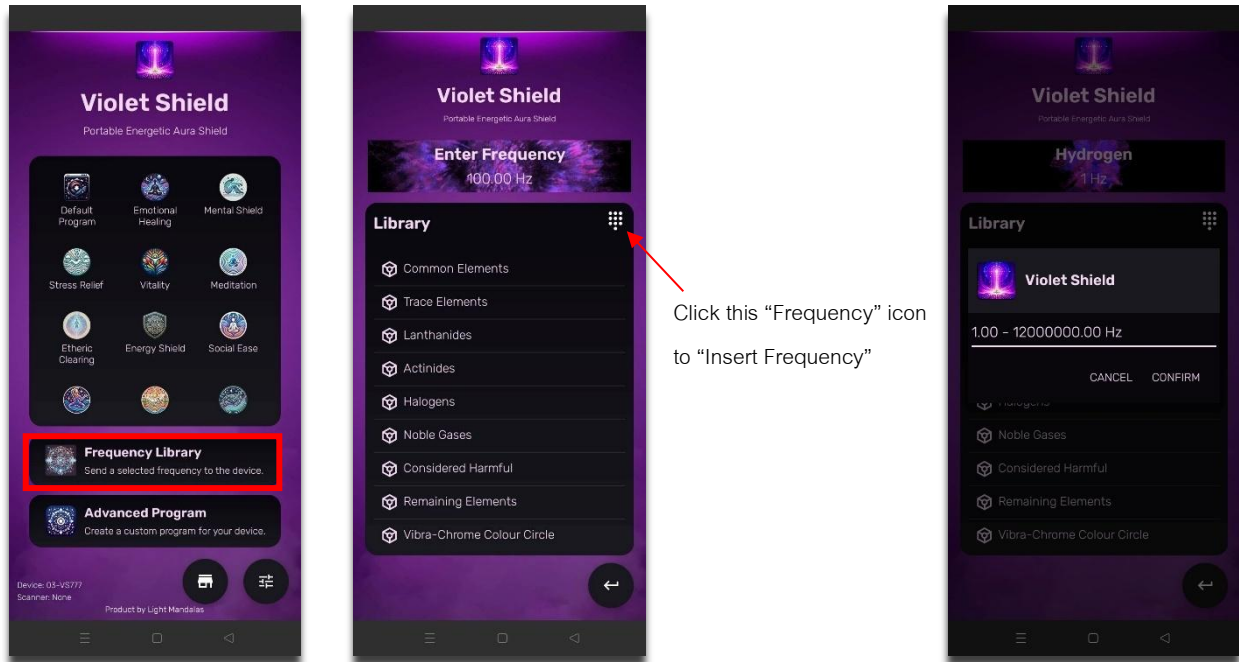 Violet Shield
Portable Energetic Aura Shield
Default
Program
Emotional
Healing
Mental Shield
Stress Relief
Vitality
Meditation
Etheric
Clearing
Energy Shield
Social Ease
Frequency Library
Send a selected frequency to the device.
Advanced Program
Create a custom program for your device.
Device: 03-VS777
Scanner: None
Product by Light Mandalas
Violet Shield
Portable Energetic Aura Shield
Enter Frequency
100.00 Hz
Library
Common Elements
Trace Elements
Lanthanides
Actinides
Halogens
Noble Gases
Considered Harmful
Remaining Elements
Vibra-Chrome Colour Circle
Click this “Frequency” icon
to “Insert Frequency”
Violet Shield
Portable Energetic Aura Shield
Hydrogen
1 Hz
Library
Violet Shield
1.00 - 12000000.00 Hz
CANCEL CONFIRM
Halogens
Noble Gases
Considered Harmful
Remaining Elements
Vibra-Chrome Colour Circle